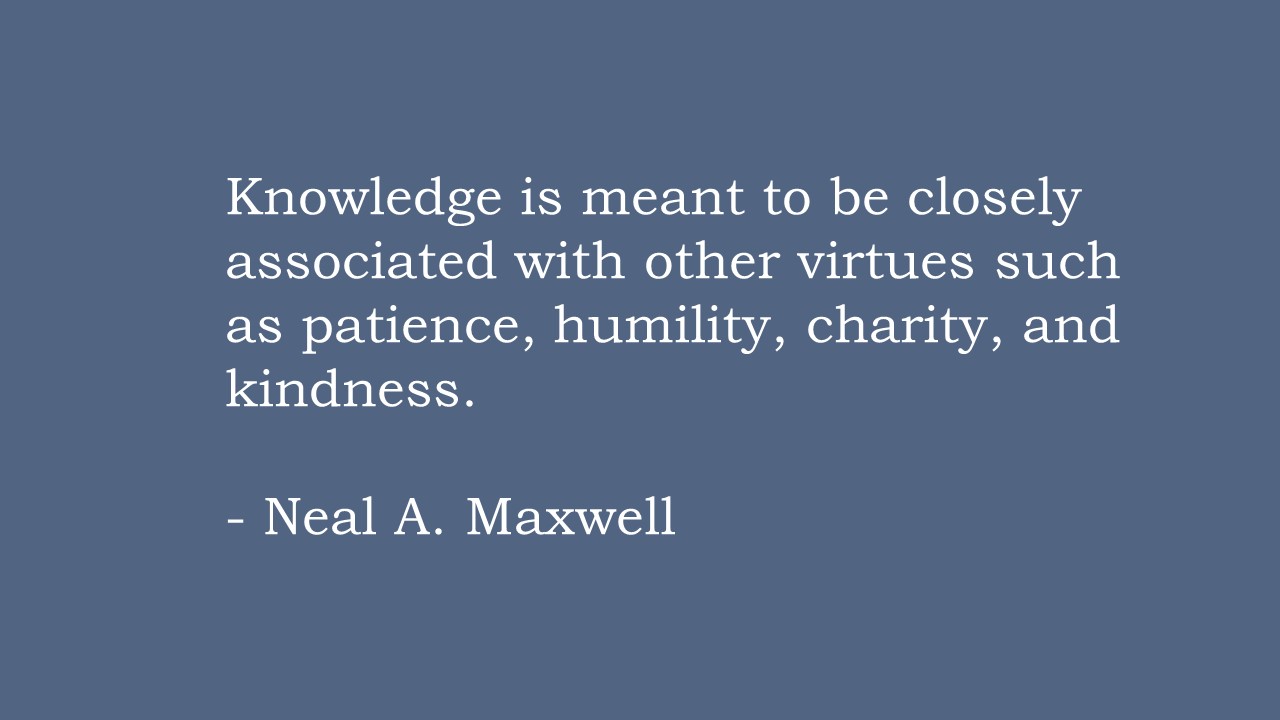 Knowledge is meant to be closely
associated with other virtues such
as patience, humility, charity, and
kindness.
- Neal A. Maxwell